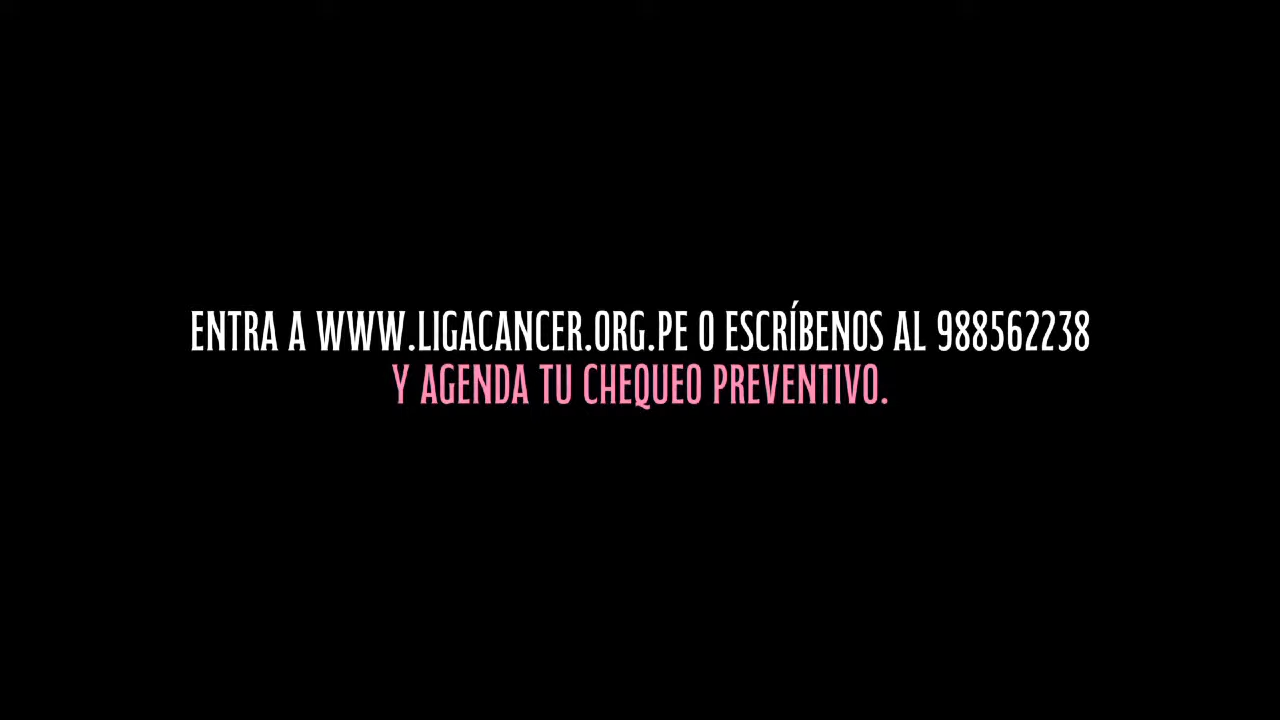 ENTRA A WWW.LIGACANCER.ORG.PE O ESCRÍBENOS AL 988562238
Y AGENDA TU CHEQUEO PREVENTIVO.